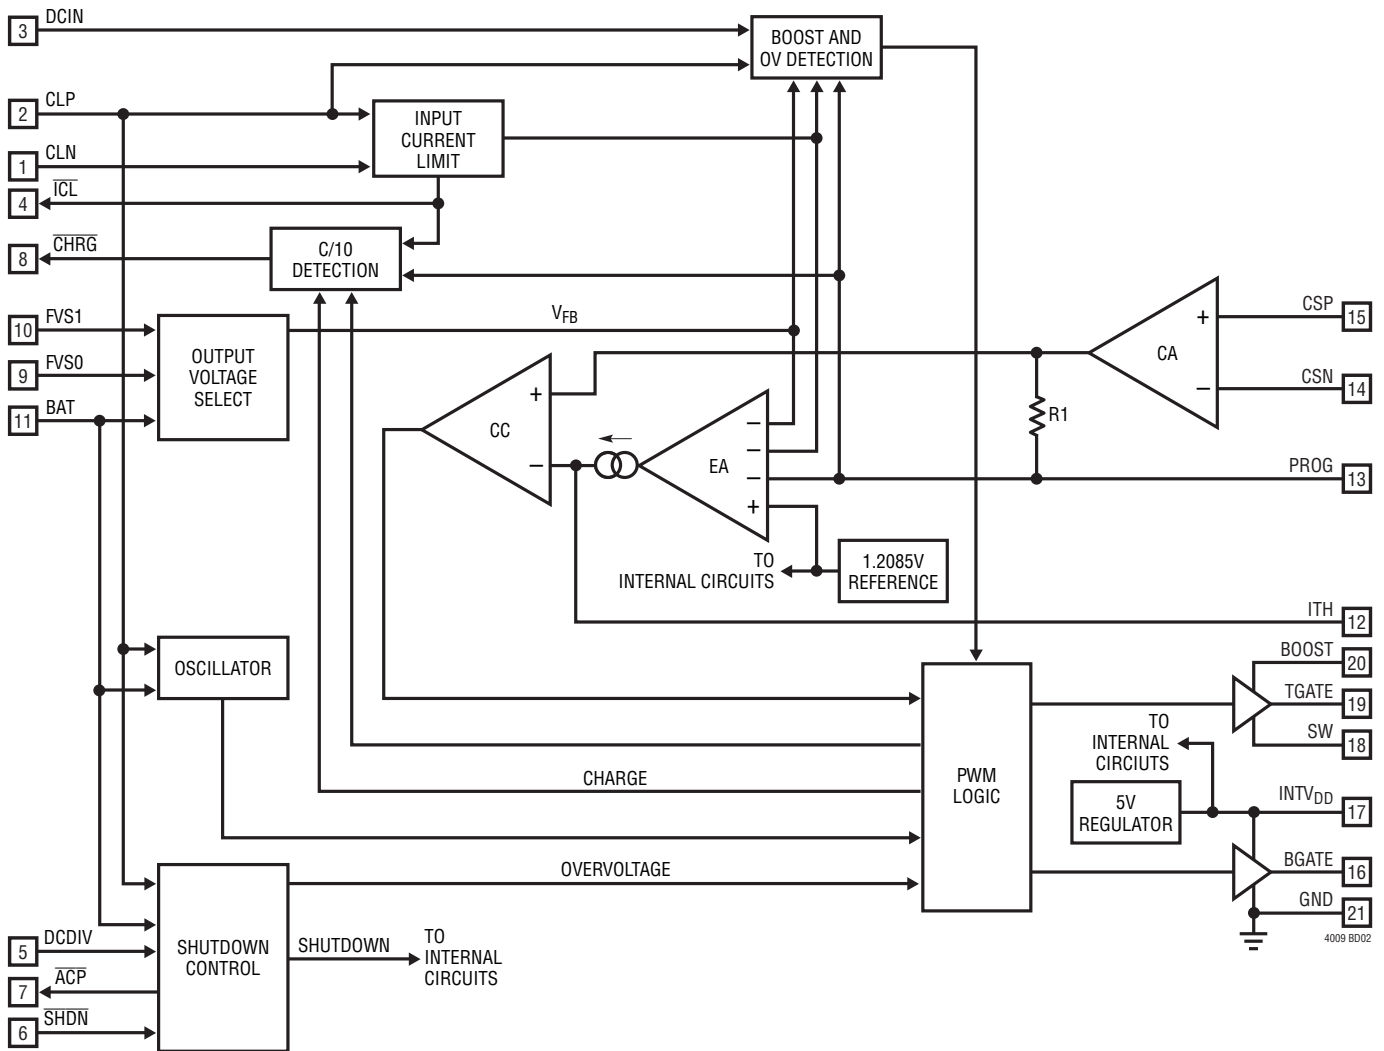 DCIN
3
BOOST AND
OV DETECTION
CLP
2
INPUT
CURRENT
LIMIT
CLN
1
ICL
4
CHRG
8
C/10
DETECTION
FVS1
10
VFB
CSP
15
+
CA
OUTPUT
VOLTAGE
SELECT
FVS0
9
CSN
14
−
BAT
11
+
CC
−
R1
−
−
EA
−
+
PROG
13
TO
INTERNAL CIRCUITS
1.2085V
REFERENCE
ITH
12
BOOST
20
OSCILLATOR
TGATE
19
TO
INTERNAL
CIRCIUTS
SW
18
CHARGE
PWM
LOGIC
5V
REGULATOR
INTVDD
17
OVERVOLTAGE
BGATE
16
GND
21
4009 BD02
DCDIV
5
SHUTDOWN
CONTROL
SHUTDOWN
TO
INTERNAL
CIRCUITS
ACP
7
SHDN
6